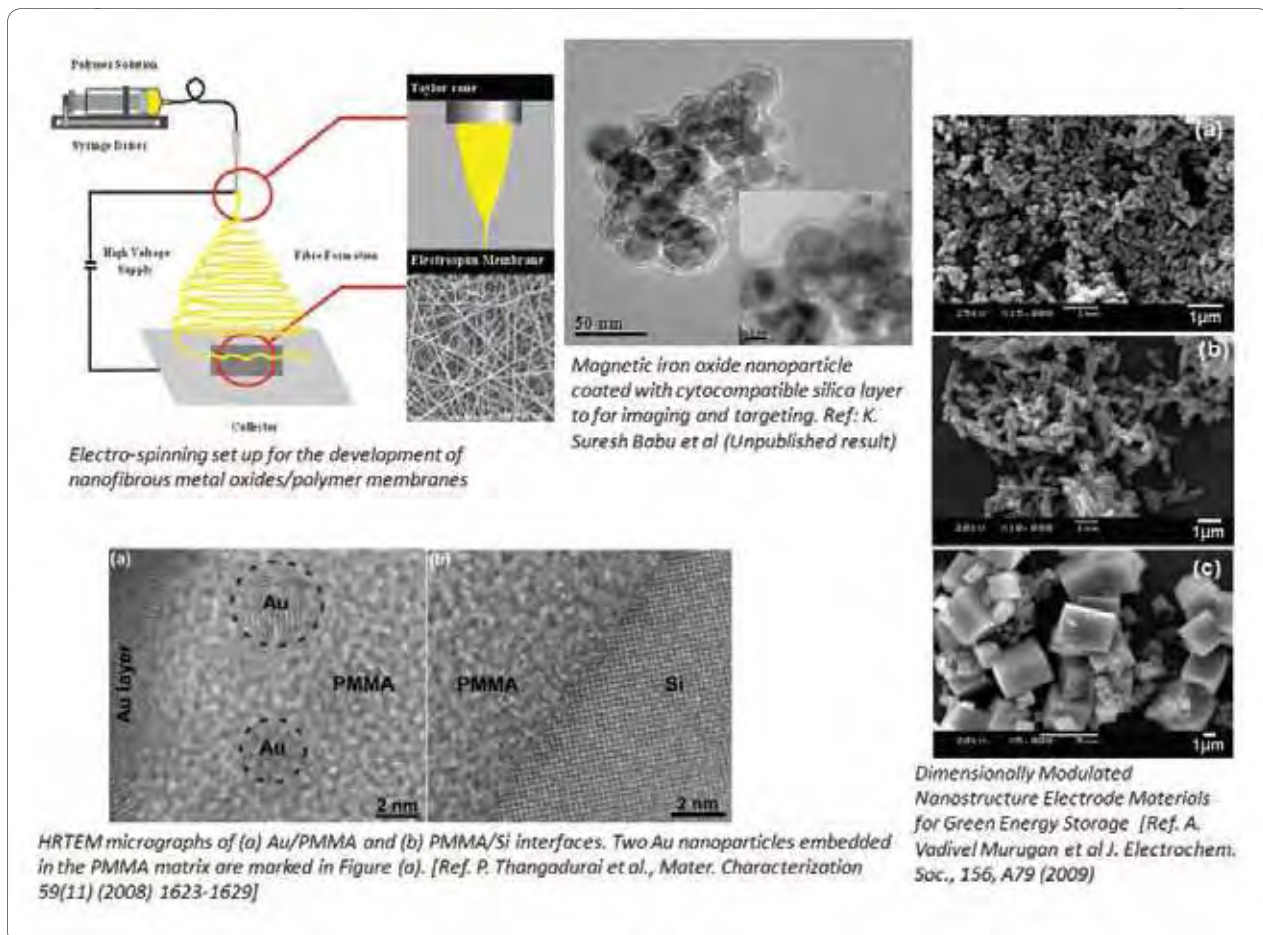 Polymer Solution
Syringe Driver
High Voltage
Supply
Fibre Formation
Collector
Taylor cone
Electrospun Membrane
Electro-spinning set up for the development of
nanofibrous metal oxides/polymer membranes
50 nm
Magnetic iron oxide nanoparticle
coated with cytocompatible silica layer
to for imaging and targeting. Ref: K.
Suresh Babu et al (Unpublished result)
(a)
1µm
(b)
1µm
(c)
1µm
Dimensionally Modulated
Nanostructure Electrode Materials
for Green Energy Storage [Ref. A.
Vadivel Murugan et al J. Electrochem.
Soc., 156, A79 (2009)
(a)
Au layer
Au
PMMA
Au
2 nm
(b)
PMMA
Si
2 nm
HRTEM micrographs of (a) Au/PMMA and (b) PMMA/Si interfaces. Two Au nanoparticles embedded
in the PMMA matrix are marked in Figure (a). [Ref. P. Thangadurai et al., Mater. Characterization
59(11) (2008) 1623-1629]